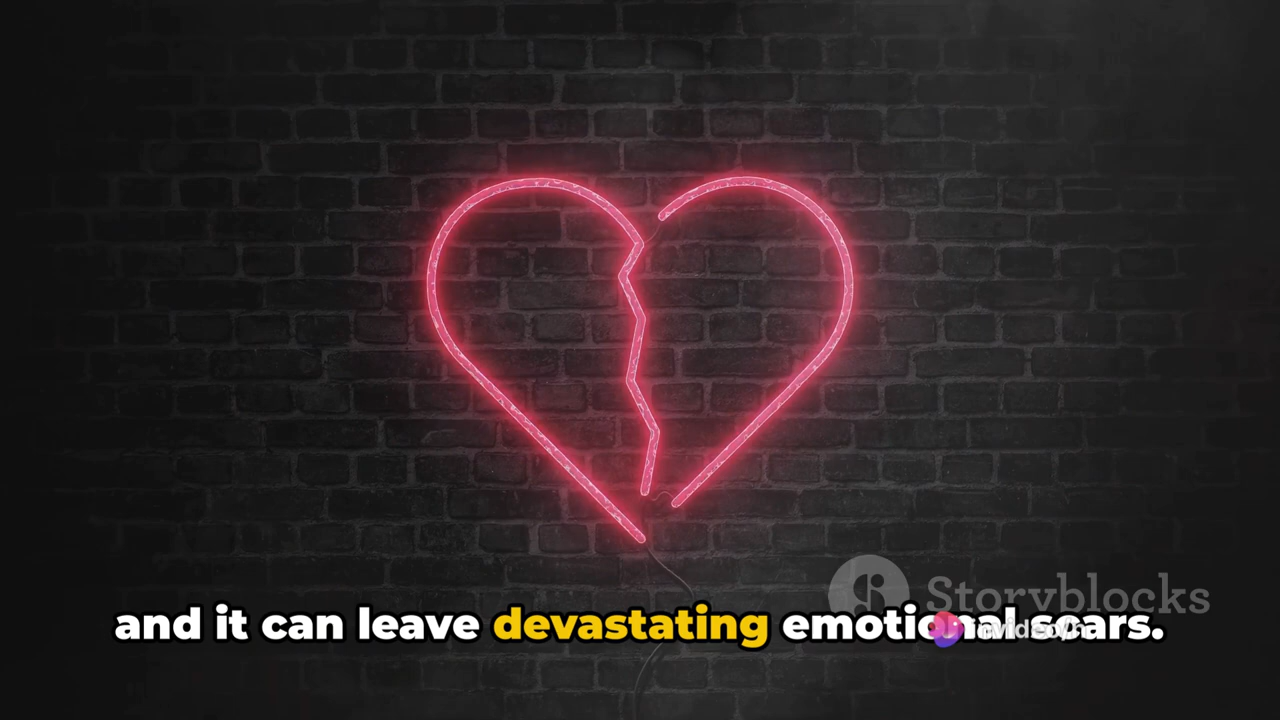 Storyblocks
and it can leave devastating emotional scars.